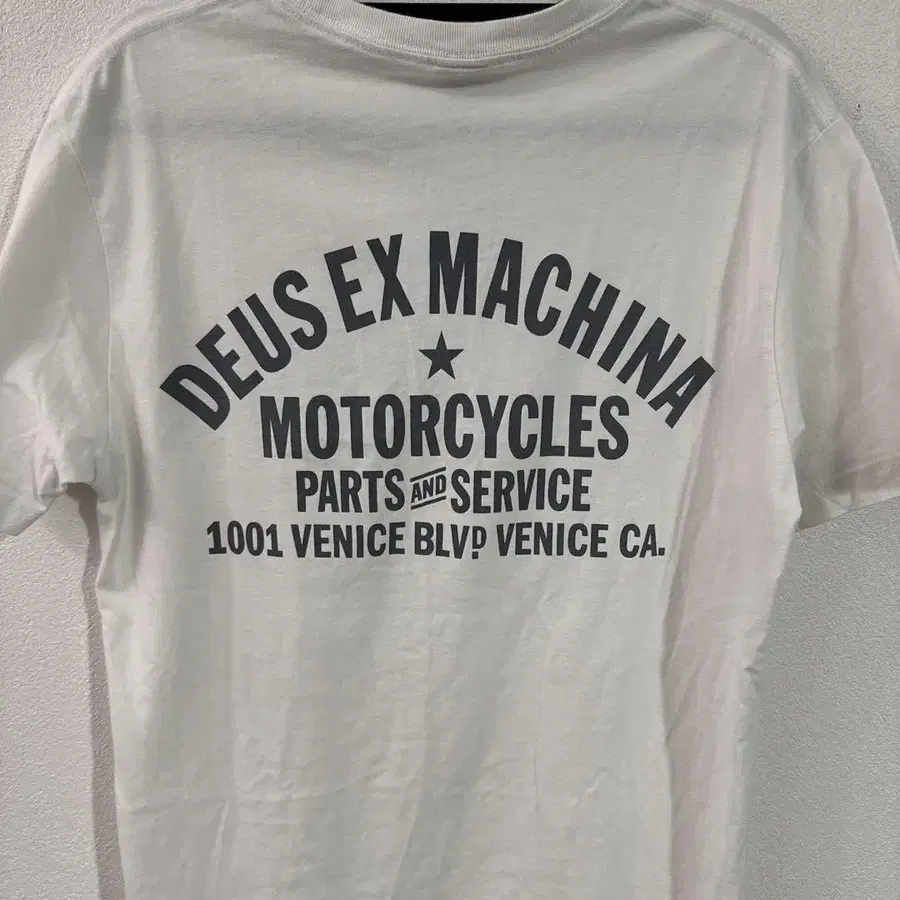 DEUS EX MACHINA
MOTORCYCLES
PARTS AND SERVICE
1001 VENICE BLVD VENICE CA.